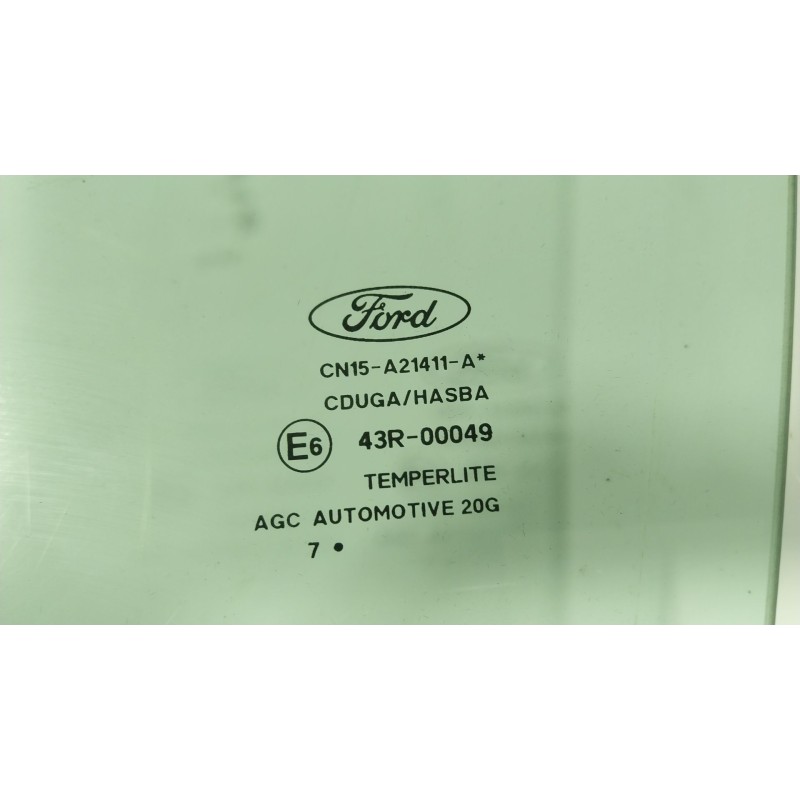 Ford
CN15-A21411-A*
CDUGA/HASBA
E6 43R-00049
TEMPERLITE
AGC AUTOMOTIVE 20G
7 •